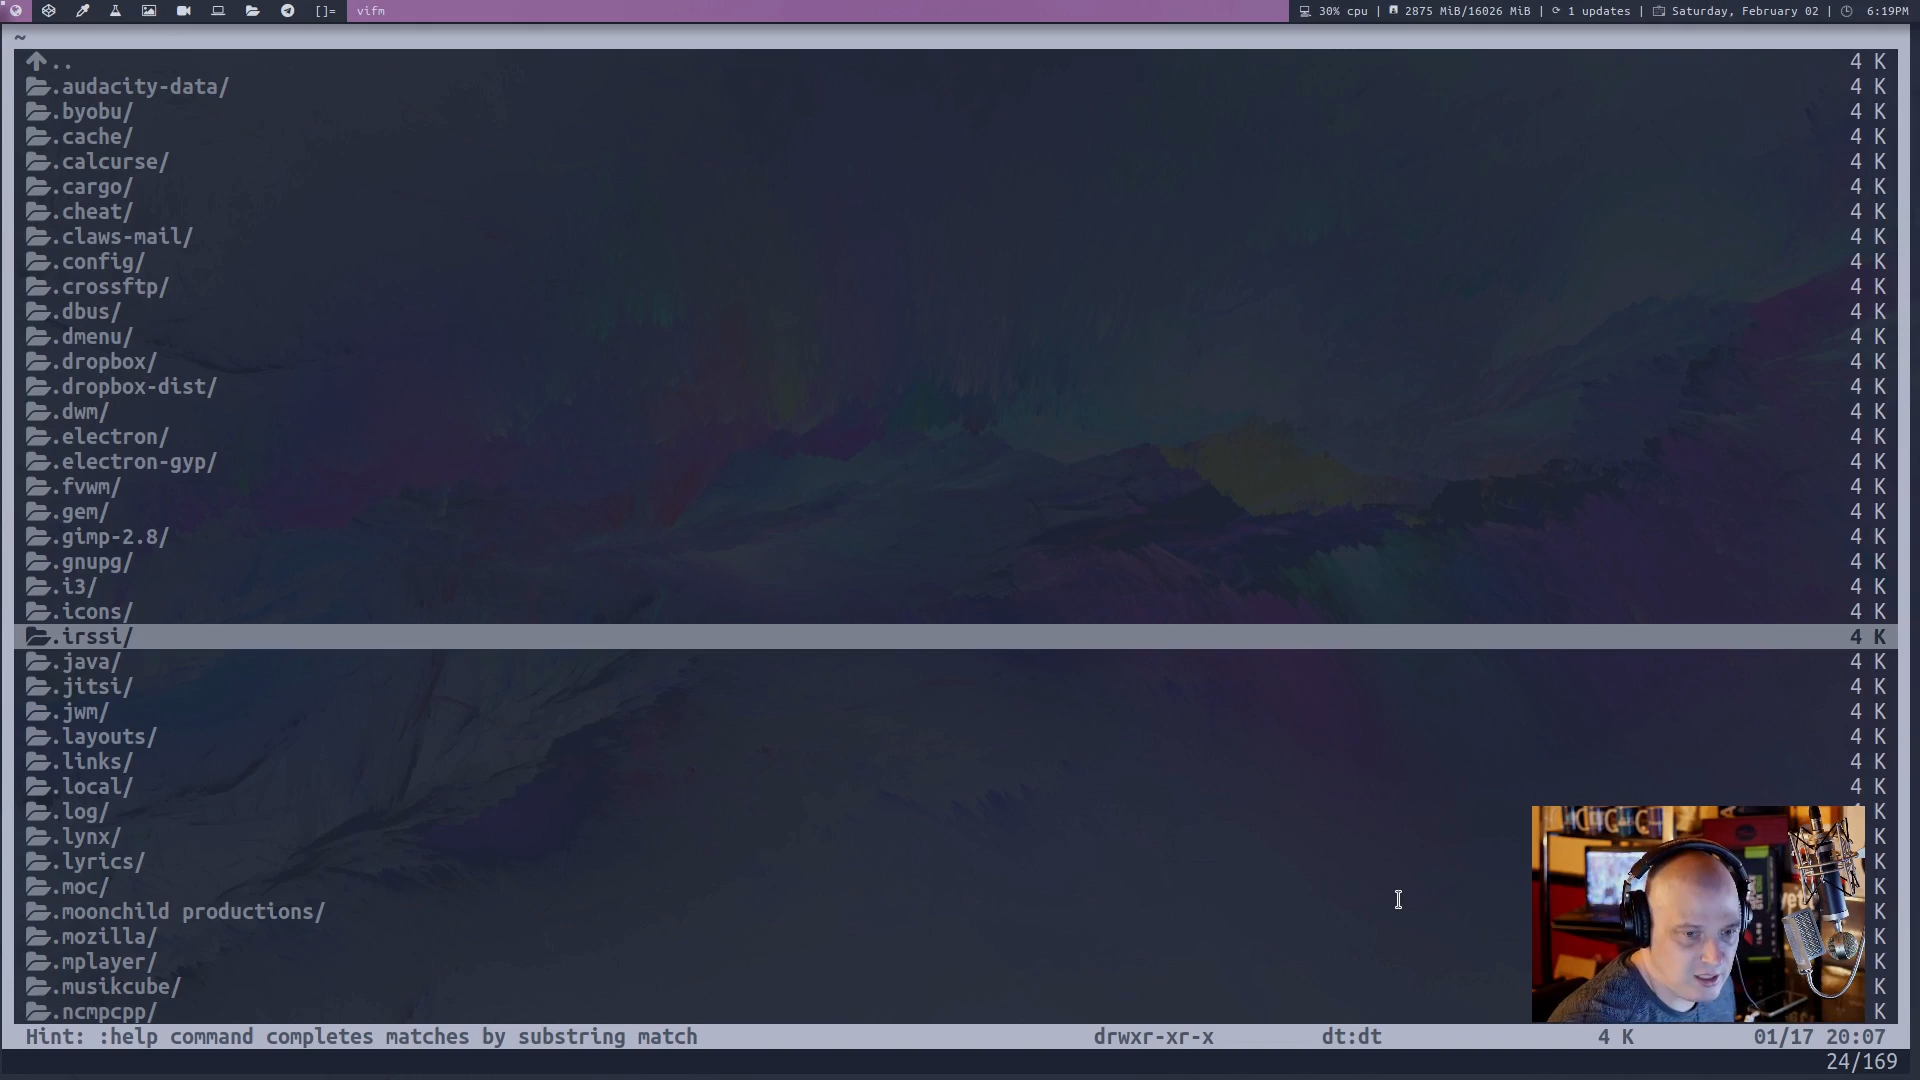 []= vifm 30% cpu | 2875 MiB/16026 MiB | 1 updates | Saturday, February 02 | 6:19PM
~
.. 4 K
.audacity-data/ 4 K
.byobu/ 4 K
.cache/ 4 K
.calcurse/ 4 K
.cargo/ 4 K
.cheat/ 4 K
.claws-mail/ 4 K
.config/ 4 K
.crossftp/ 4 K
.dbus/ 4 K
.dmenu/ 4 K
.dropbox/ 4 K
.dropbox-dist/ 4 K
.dwm/ 4 K
.electron/ 4 K
.electron-gyp/ 4 K
.fvwm/ 4 K
.gem/ 4 K
.gimp-2.8/ 4 K
.gnupg/ 4 K
.i3/ 4 K
.icons/ 4 K
.irssi/ 4 K
.java/ 4 K
.jitsi/ 4 K
.jwm/ 4 K
.layouts/ 4 K
.links/ 4 K
.local/ 4 K
.log/ K
.lynx/ K
.lyrics/ K
.moc/ K
.moonchild productions/ K
.mozilla/ K
.mplayer/ K
.musikcube/ K
.ncmpcpp/ K
Hint: :help command completes matches by substring match drwxr-xr-x dt:dt 4 K 01/17 20:07
24/169